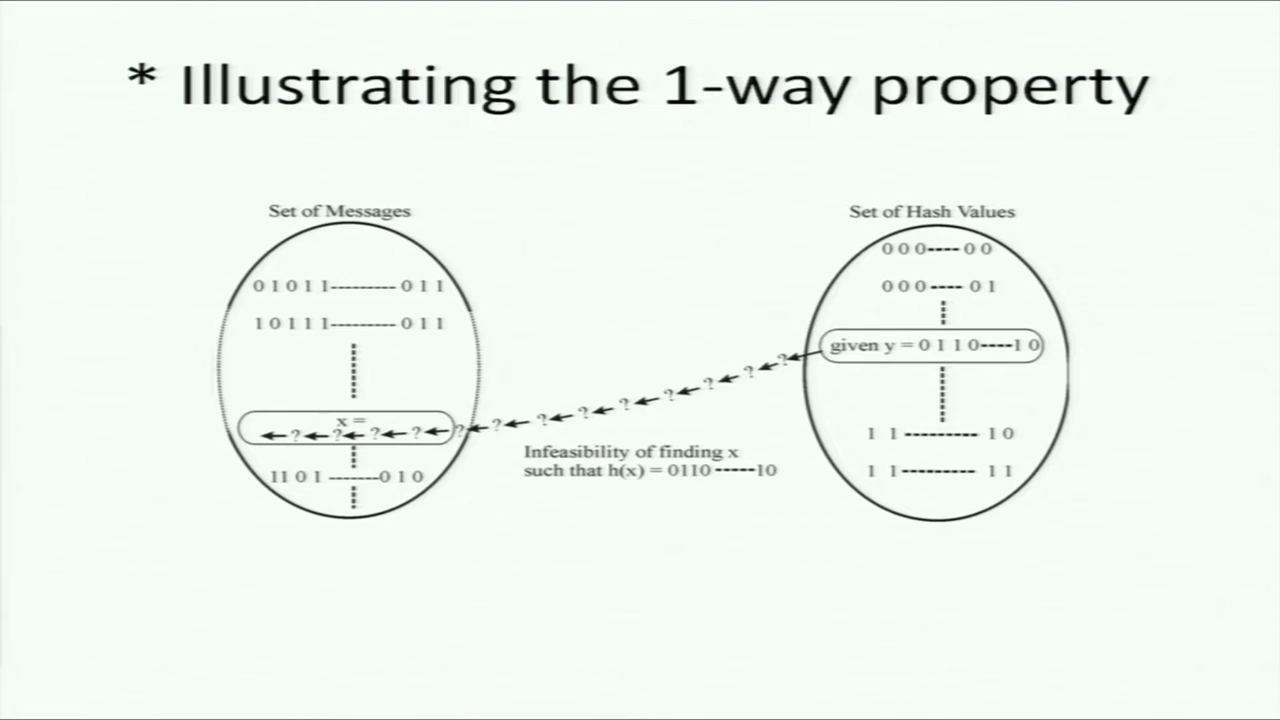 * Illustrating the 1-way property
Set of Messages
0 1 0 1 1---------0 1 1
1 0 1 1 1---------0 1 1
x =
←?←?←?←?←?←?←?←?←?←?←?←?←?←
1 1 0 1 -------0 1 0
Infeasibility of finding x
such that h(x) = 0110-----10
Set of Hash Values
0 0 0----0 0
0 0 0---- 0 1
given y = 0 1 1 0----1 0
1 1--------- 1 0
1 1--------- 1 1